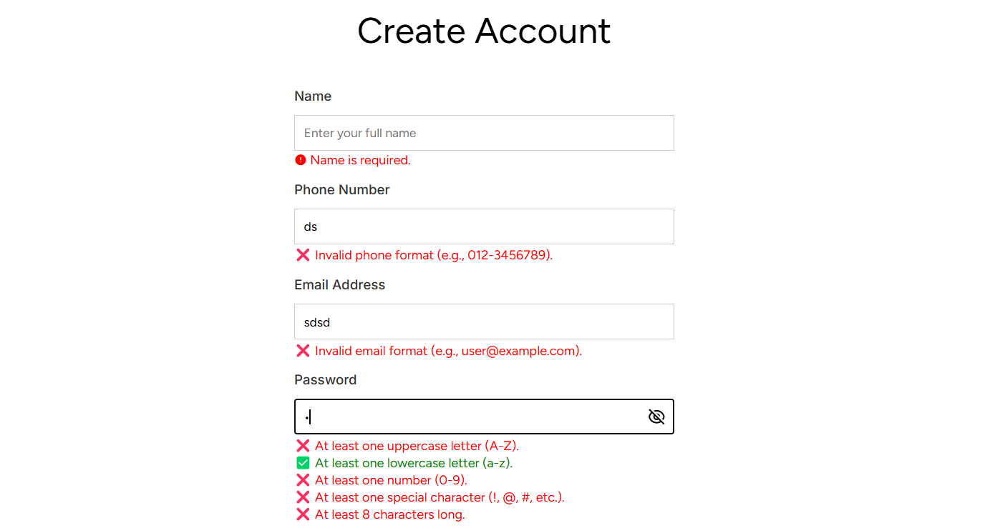 Create Account
Name
Enter your full name
Name is required.
Phone Number
ds
Invalid phone format (e.g., 012-3456789).
Email Address
sdsd
Invalid email format (e.g., user@example.com).
Password
At least one uppercase letter (A-Z).
At least one lowercase letter (a-z).
At least one number (0-9).
At least one special character (!, @, #, etc.).
At least 8 characters long.